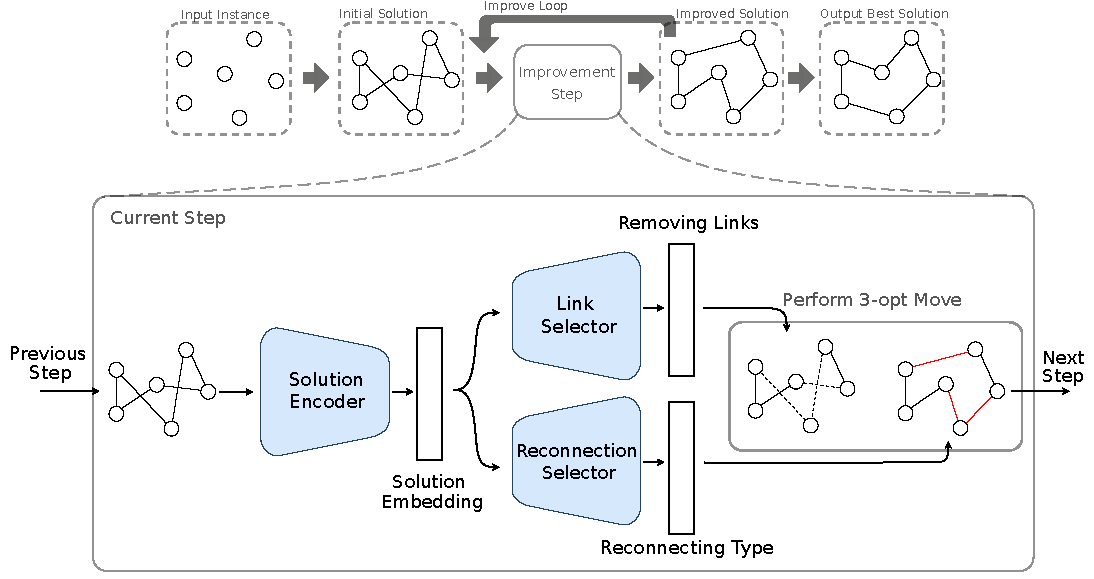 Input Instance
Initial Solution
Improve Loop
Improved Solution
Output Best Solution
Improvement
Step
Current Step
Removing Links
Perform 3-opt Move
Link
Selector
Previous
Step
Solution
Encoder
Next
Step
Reconnection
Selector
Solution
Embedding
Reconnecting Type